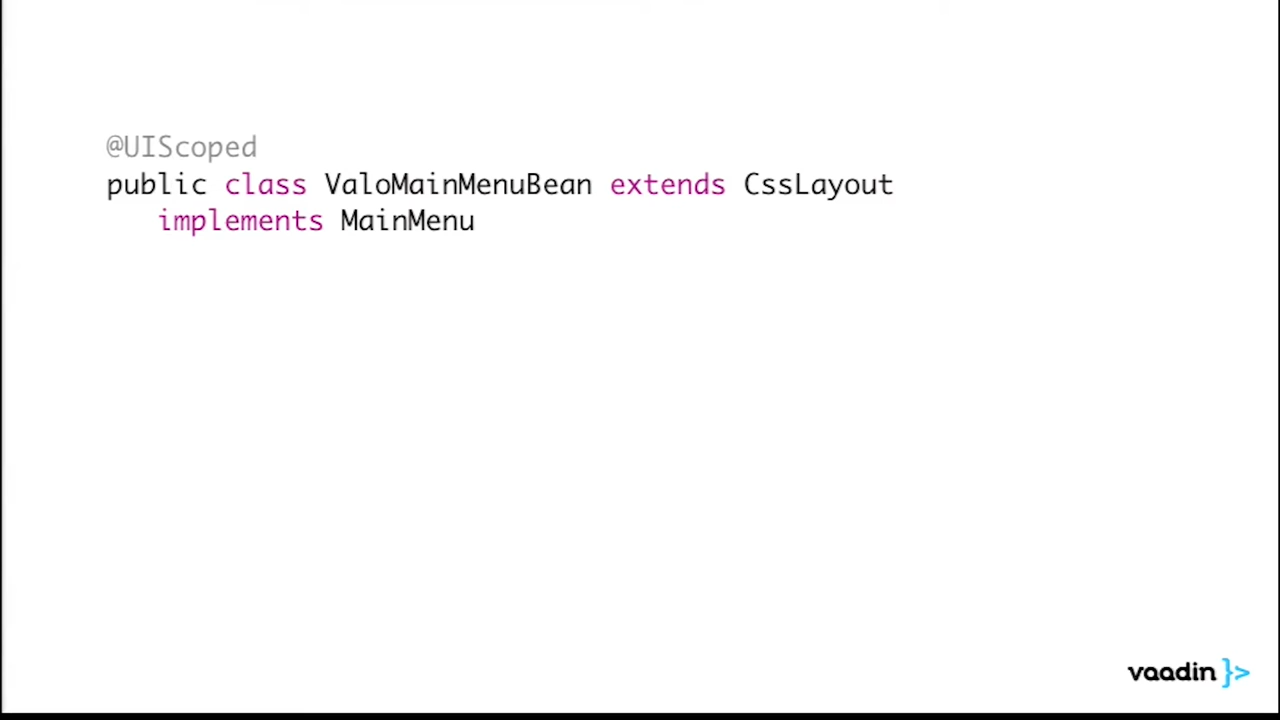 @UIScoped
public class ValoMainMenuBean extends CssLayout
implements MainMenu
vaadin }>